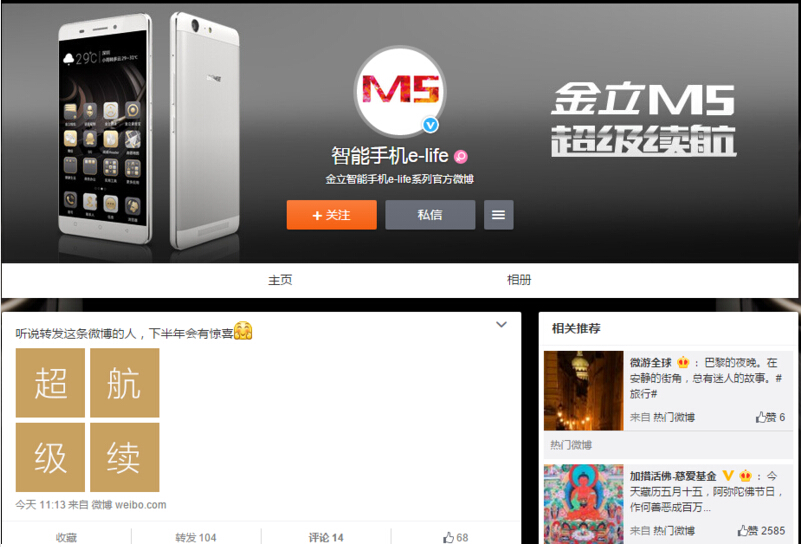 29℃
M5
智能手机e-life
金立智能手机e-life系列官方微博
+ 关注
私信
金立M5
超级续航
主页
相册
听说转发这条微博的人，下半年会有惊喜
超
航
级
续
今天 11:13 来自 微博 weibo.com
收藏
转发 104
评论 14
68
相关推荐
微游全球 ：巴黎的夜晚。在
安静的街角，总有迷人的故事。#
旅行#
来自 热门微博
赞 6
热门微博
加措活佛-慈爱基金 ：今
天藏历五月十五，阿弥陀佛节日，
作何善恶成百万...
来自 热门微博
赞 2585